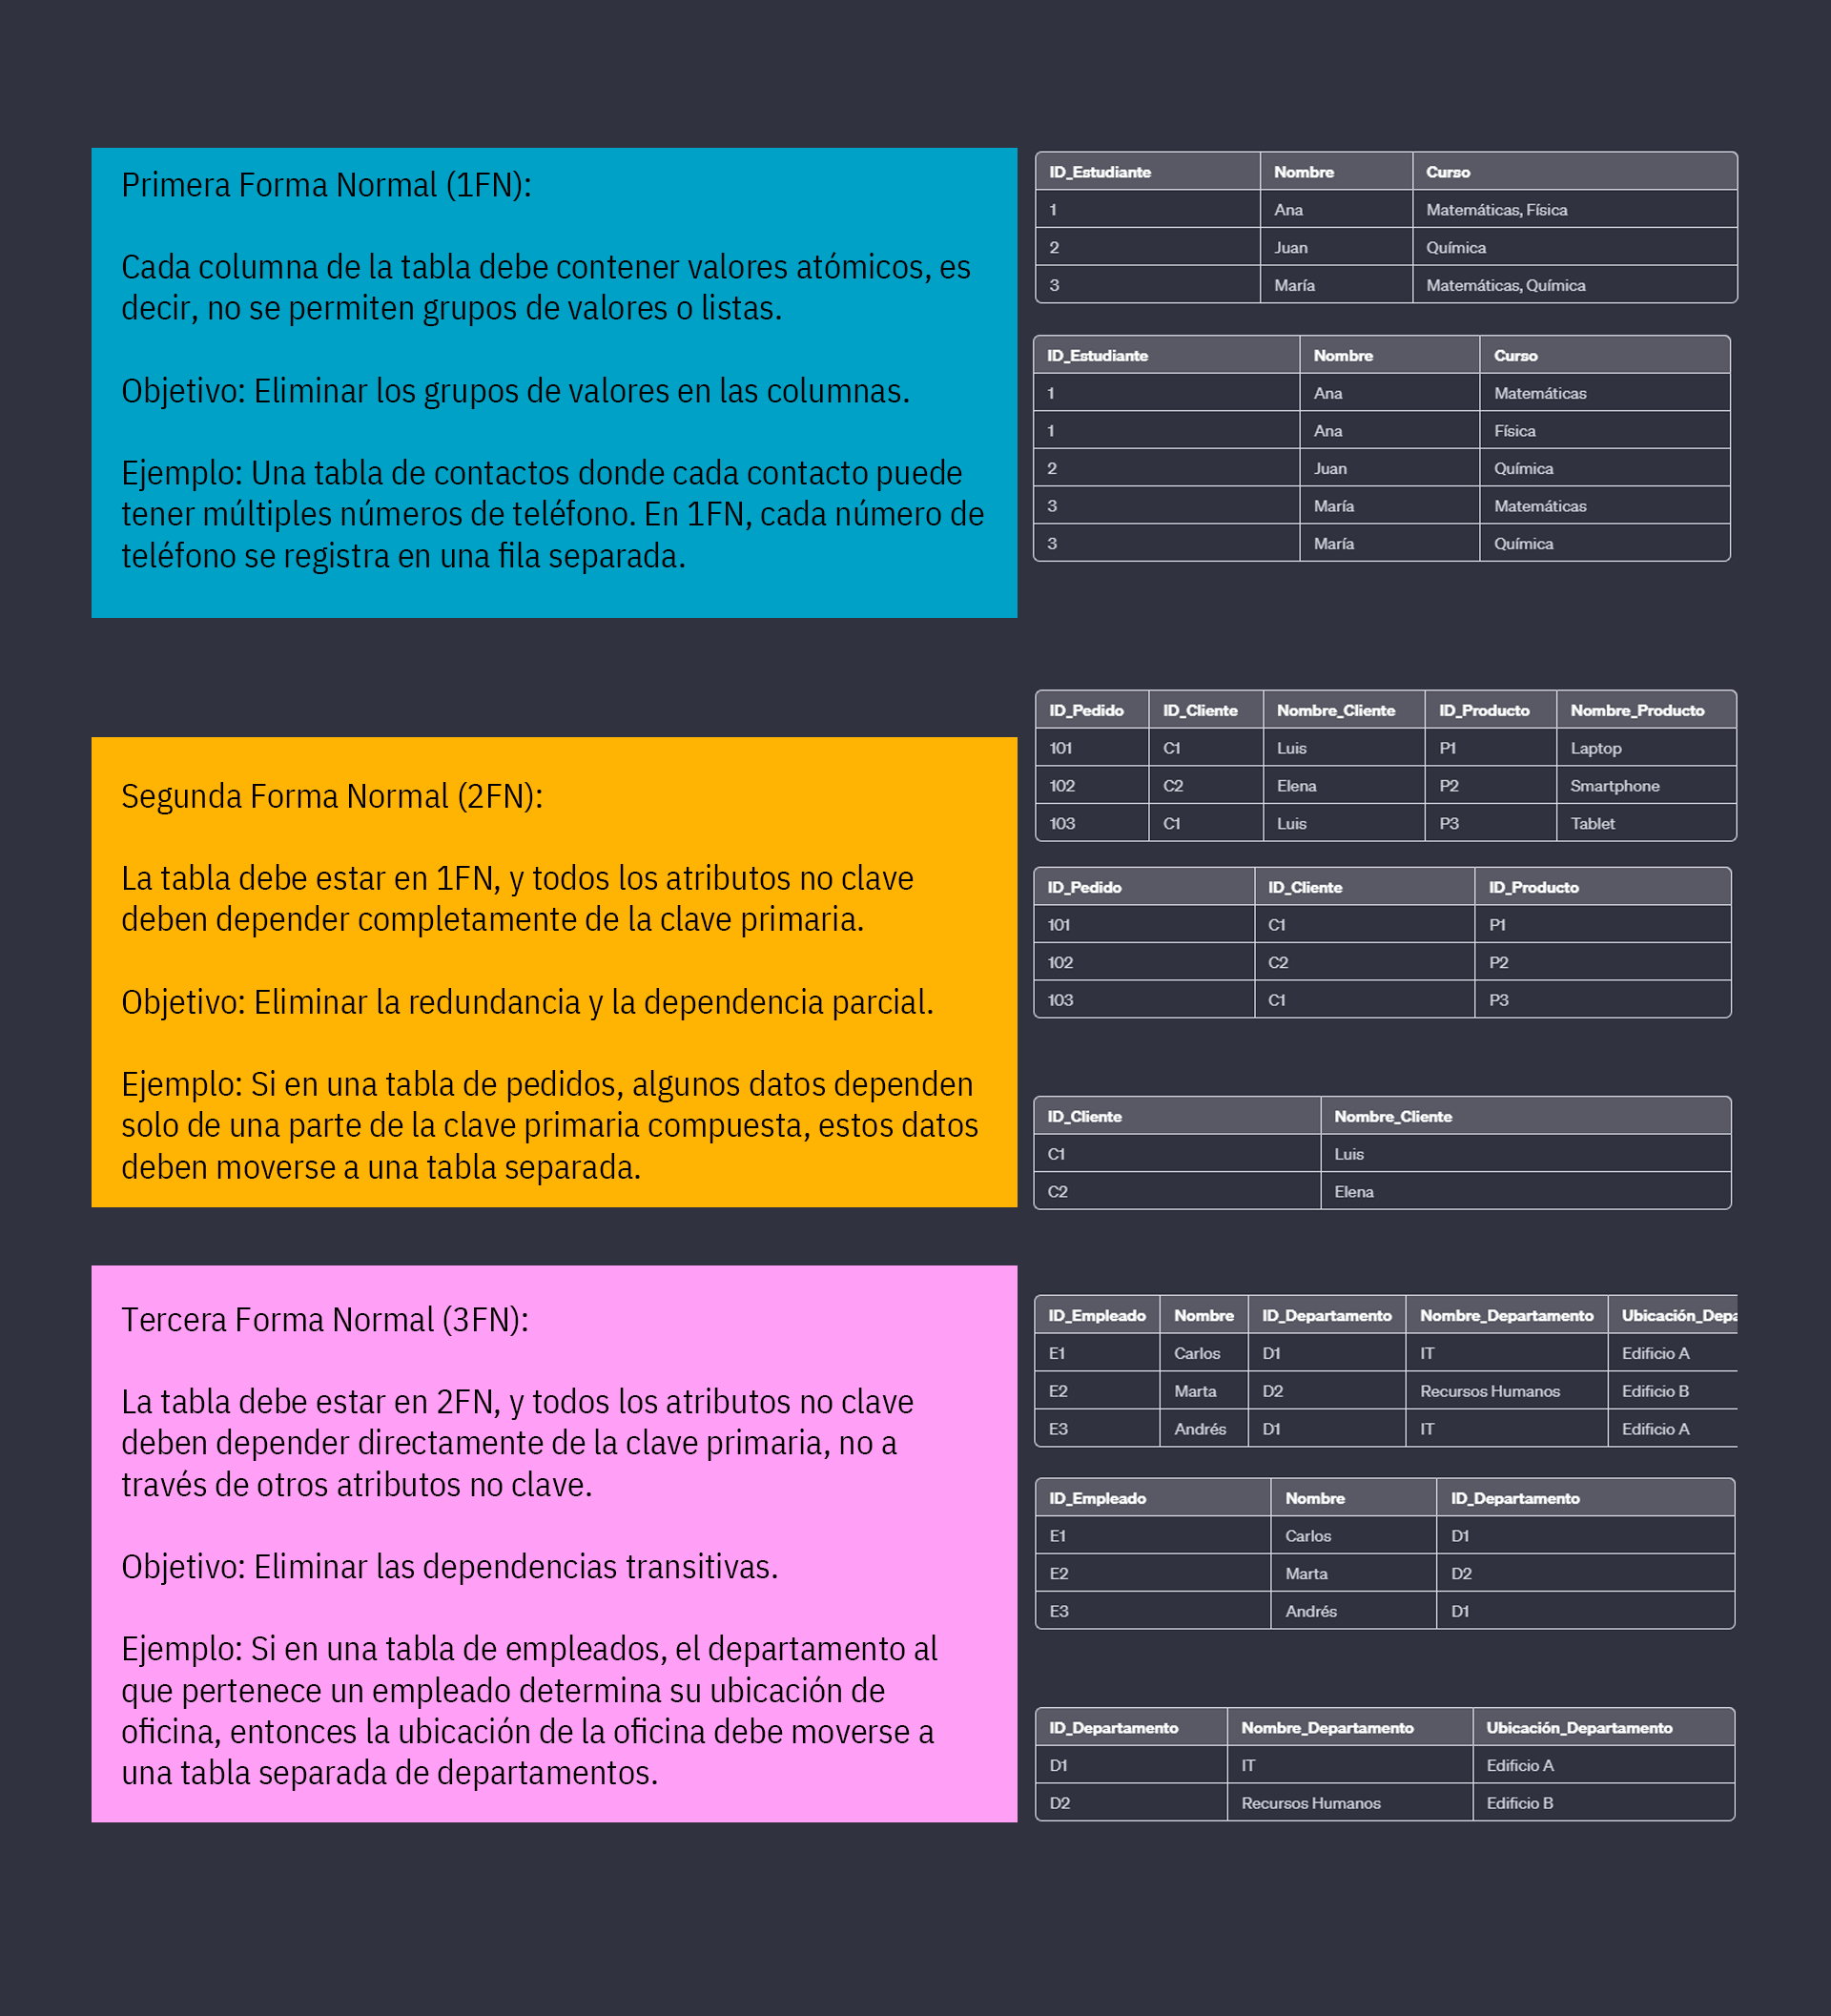 Primera Forma Normal (1FN):
Cada columna de la tabla debe contener valores atómicos, es
decir, no se permiten grupos de valores o listas.
Objetivo: Eliminar los grupos de valores en las columnas.
Ejemplo: Una tabla de contactos donde cada contacto puede
tener múltiples números de teléfono. En 1FN, cada número de
teléfono se registra en una fila separada.
ID_Estudiante Nombre Curso
1 Ana Matemáticas, Física
2 Juan Química
3 María Matemáticas, Química
ID_Estudiante Nombre Curso
1 Ana Matemáticas
1 Ana Física
2 Juan Química
3 María Matemáticas
3 María Química
Segunda Forma Normal (2FN):
La tabla debe estar en 1FN, y todos los atributos no clave
deben depender completamente de la clave primaria.
Objetivo: Eliminar la redundancia y la dependencia parcial.
Ejemplo: Si en una tabla de pedidos, algunos datos dependen
solo de una parte de la clave primaria compuesta, estos datos
deben moverse a una tabla separada.
ID_Pedido ID_Cliente Nombre_Cliente ID_Producto Nombre_Producto
101 C1 Luis P1 Laptop
102 C2 Elena P2 Smartphone
103 C1 Luis P3 Tablet
ID_Pedido ID_Cliente ID_Producto
101 C1 P1
102 C2 P2
103 C1 P3
ID_Cliente Nombre_Cliente
C1 Luis
C2 Elena
Tercera Forma Normal (3FN):
La tabla debe estar en 2FN, y todos los atributos no clave
deben depender directamente de la clave primaria, no a
través de otros atributos no clave.
Objetivo: Eliminar las dependencias transitivas.
Ejemplo: Si en una tabla de empleados, el departamento al
que pertenece un empleado determina su ubicación de
oficina, entonces la ubicación de la oficina debe moverse a
una tabla separada de departamentos.
ID_Empleado Nombre ID_Departamento Nombre_Departamento Ubicación_Depa
E1 Carlos D1 IT Edificio A
E2 Marta D2 Recursos Humanos Edificio B
E3 Andrés D1 IT Edificio A
ID_Empleado Nombre ID_Departamento
E1 Carlos D1
E2 Marta D2
E3 Andrés D1
ID_Departamento Nombre_Departamento Ubicación_Departamento
D1 IT Edificio A
D2 Recursos Humanos Edificio B